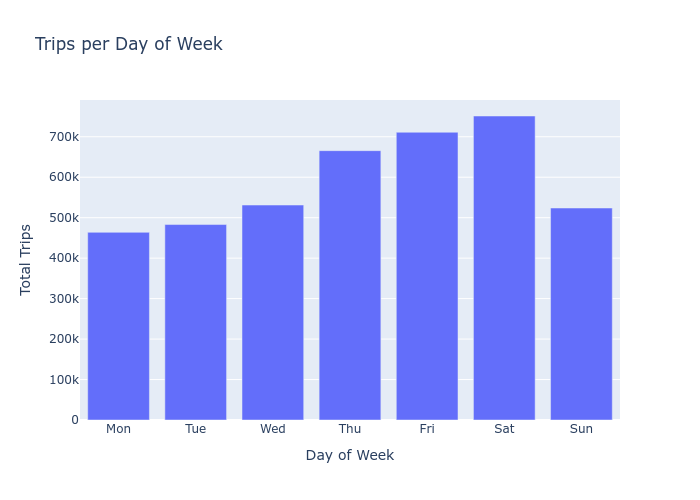 Trips per Day of Week
Total Trips
700k
600k
500k
400k
300k
200k
100k
0
Mon Tue Wed Thu Fri Sat Sun
Day of Week